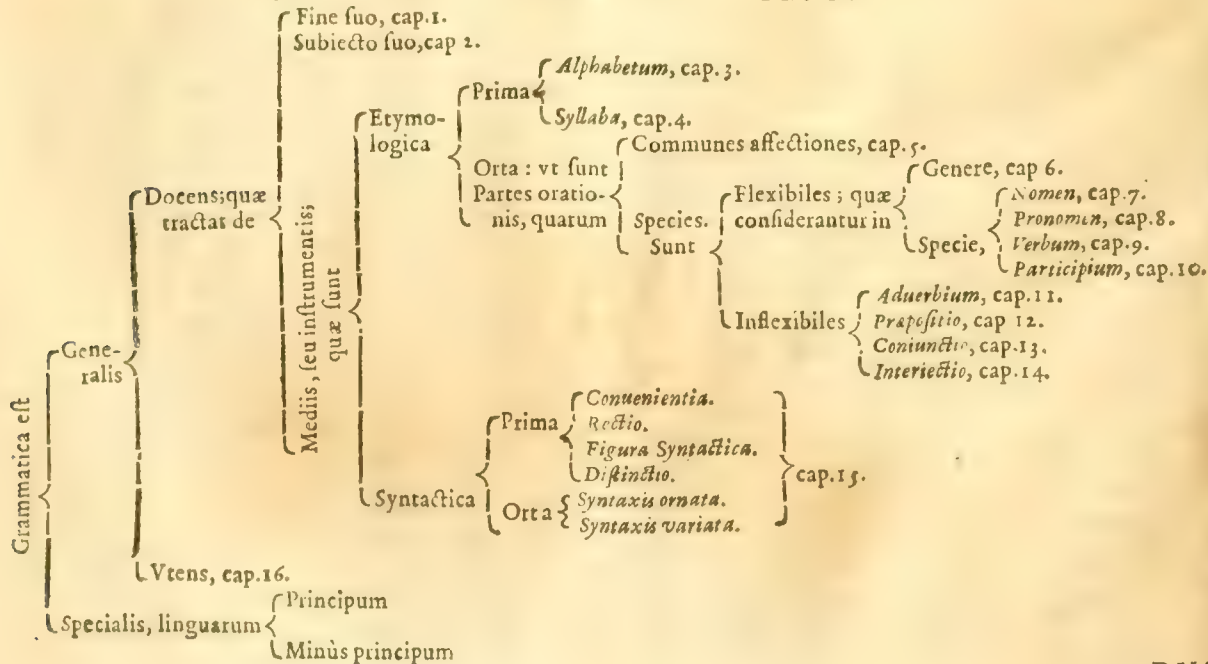 Fine ſuo, cap.1.
Subiecto ſuo, cap 2.
Alphabetum, cap. 3.
Prima
Syllaba, cap.4.
Etymo-
logica
Communes affectiones, cap. 5.
Orta : vt ſunt
Partes oratio-
nis, quarum
Genere, cap 6.
Docens; quæ
tractat de
Flexibiles ; quæ
conſiderantur in
Nomen, cap.7.
Pronomen, cap.8.
Species.
Sunt
Specie,
Verbum, cap.9.
Participium, cap.10.
Aduerbium, cap.11.
Inflexibiles
Præpoſitio, cap 12.
Coniunctio, cap.13.
Interiectio, cap.14.
Mediis, ſeu inſtrumentis;
quæ ſunt
Gene-
ralis
Grammatica eſt
Conuenientia.
Prima
Rectio.
Figura Syntactica.
Diſtinctio.
cap.15.
Syntactica
Orta
Syntaxis ornata.
Syntaxis variata.
Vtens, cap.16.
Principum
Specialis, linguarum
Minùs principum